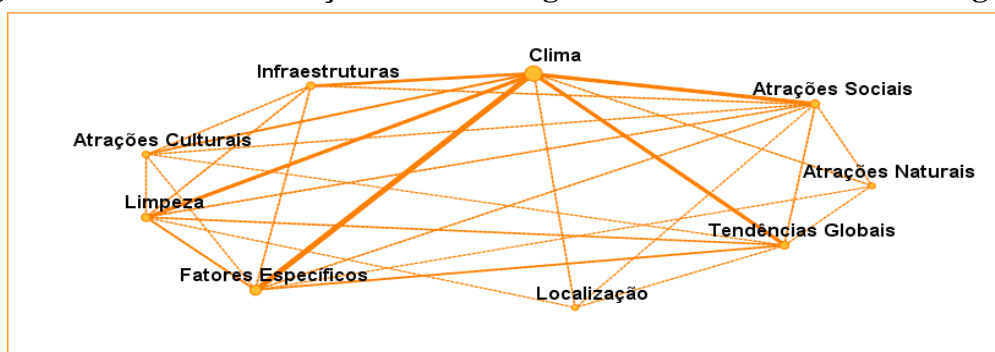 Clima
Infraestruturas
Atrações Sociais
Atrações Culturais
Atrações Naturais
Limpeza
Tendências Globais
Fatores Específicos
Localização